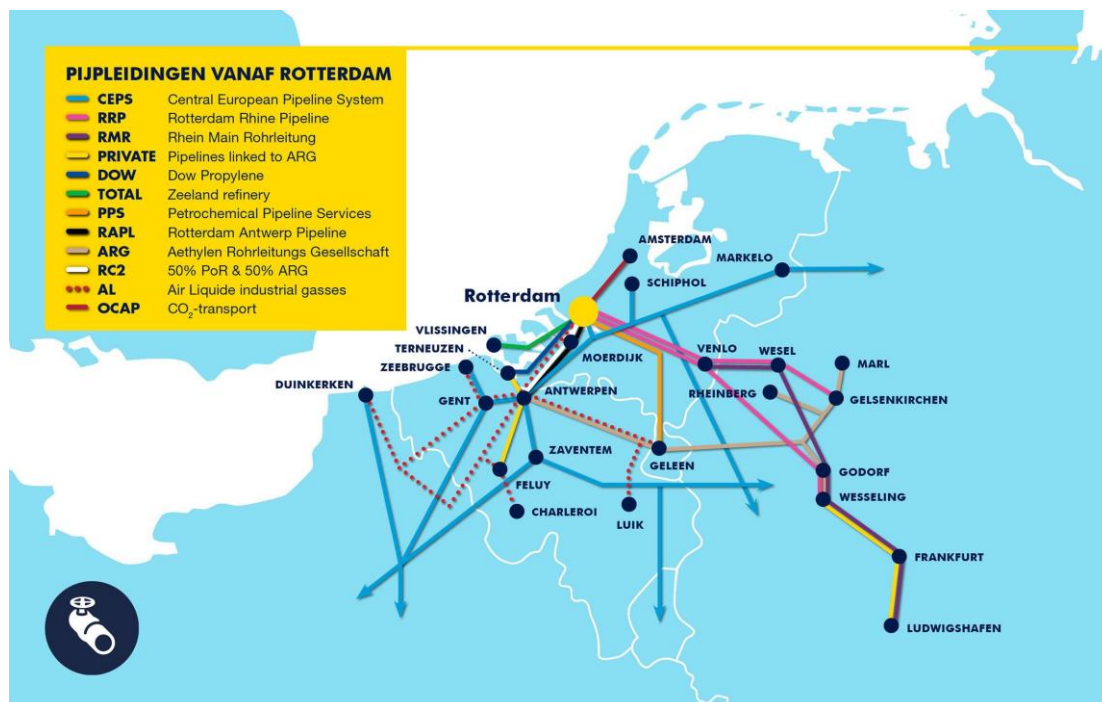 PIJPLEIDINGEN VANAF ROTTERDAM
CEPS Central European Pipeline System
RRP Rotterdam Rhine Pipeline
RMR Rhein Main Rohrleitung
PRIVATE Pipelines linked to ARG
DOW Dow Propylene
TOTAL Zeeland refinery
PPS Petrochemical Pipeline Services
RAPL Rotterdam Antwerp Pipeline
ARG Aethylen Rohrleitungs Gesellschaft
RC2 50% PoR & 50% ARG
AL Air Liquide industrial gasses
OCAP CO₂-transport
AMSTERDAM
MARKELO
SCHIPHOL
Rotterdam
VLISSINGEN
TERNEUZEN
MOERDIJK
VENLO
WESEL
MARL
ZEEBRUGGE
DUINKERKEN
RHEINBERG
ANTWERPEN
GELSENKIRCHEN
GENT
ZAVENTEM
GELEEN
GODORF
FELUY
WESSELING
CHARLEROI
LUIK
FRANKFURT
LUDWIGSHAFEN